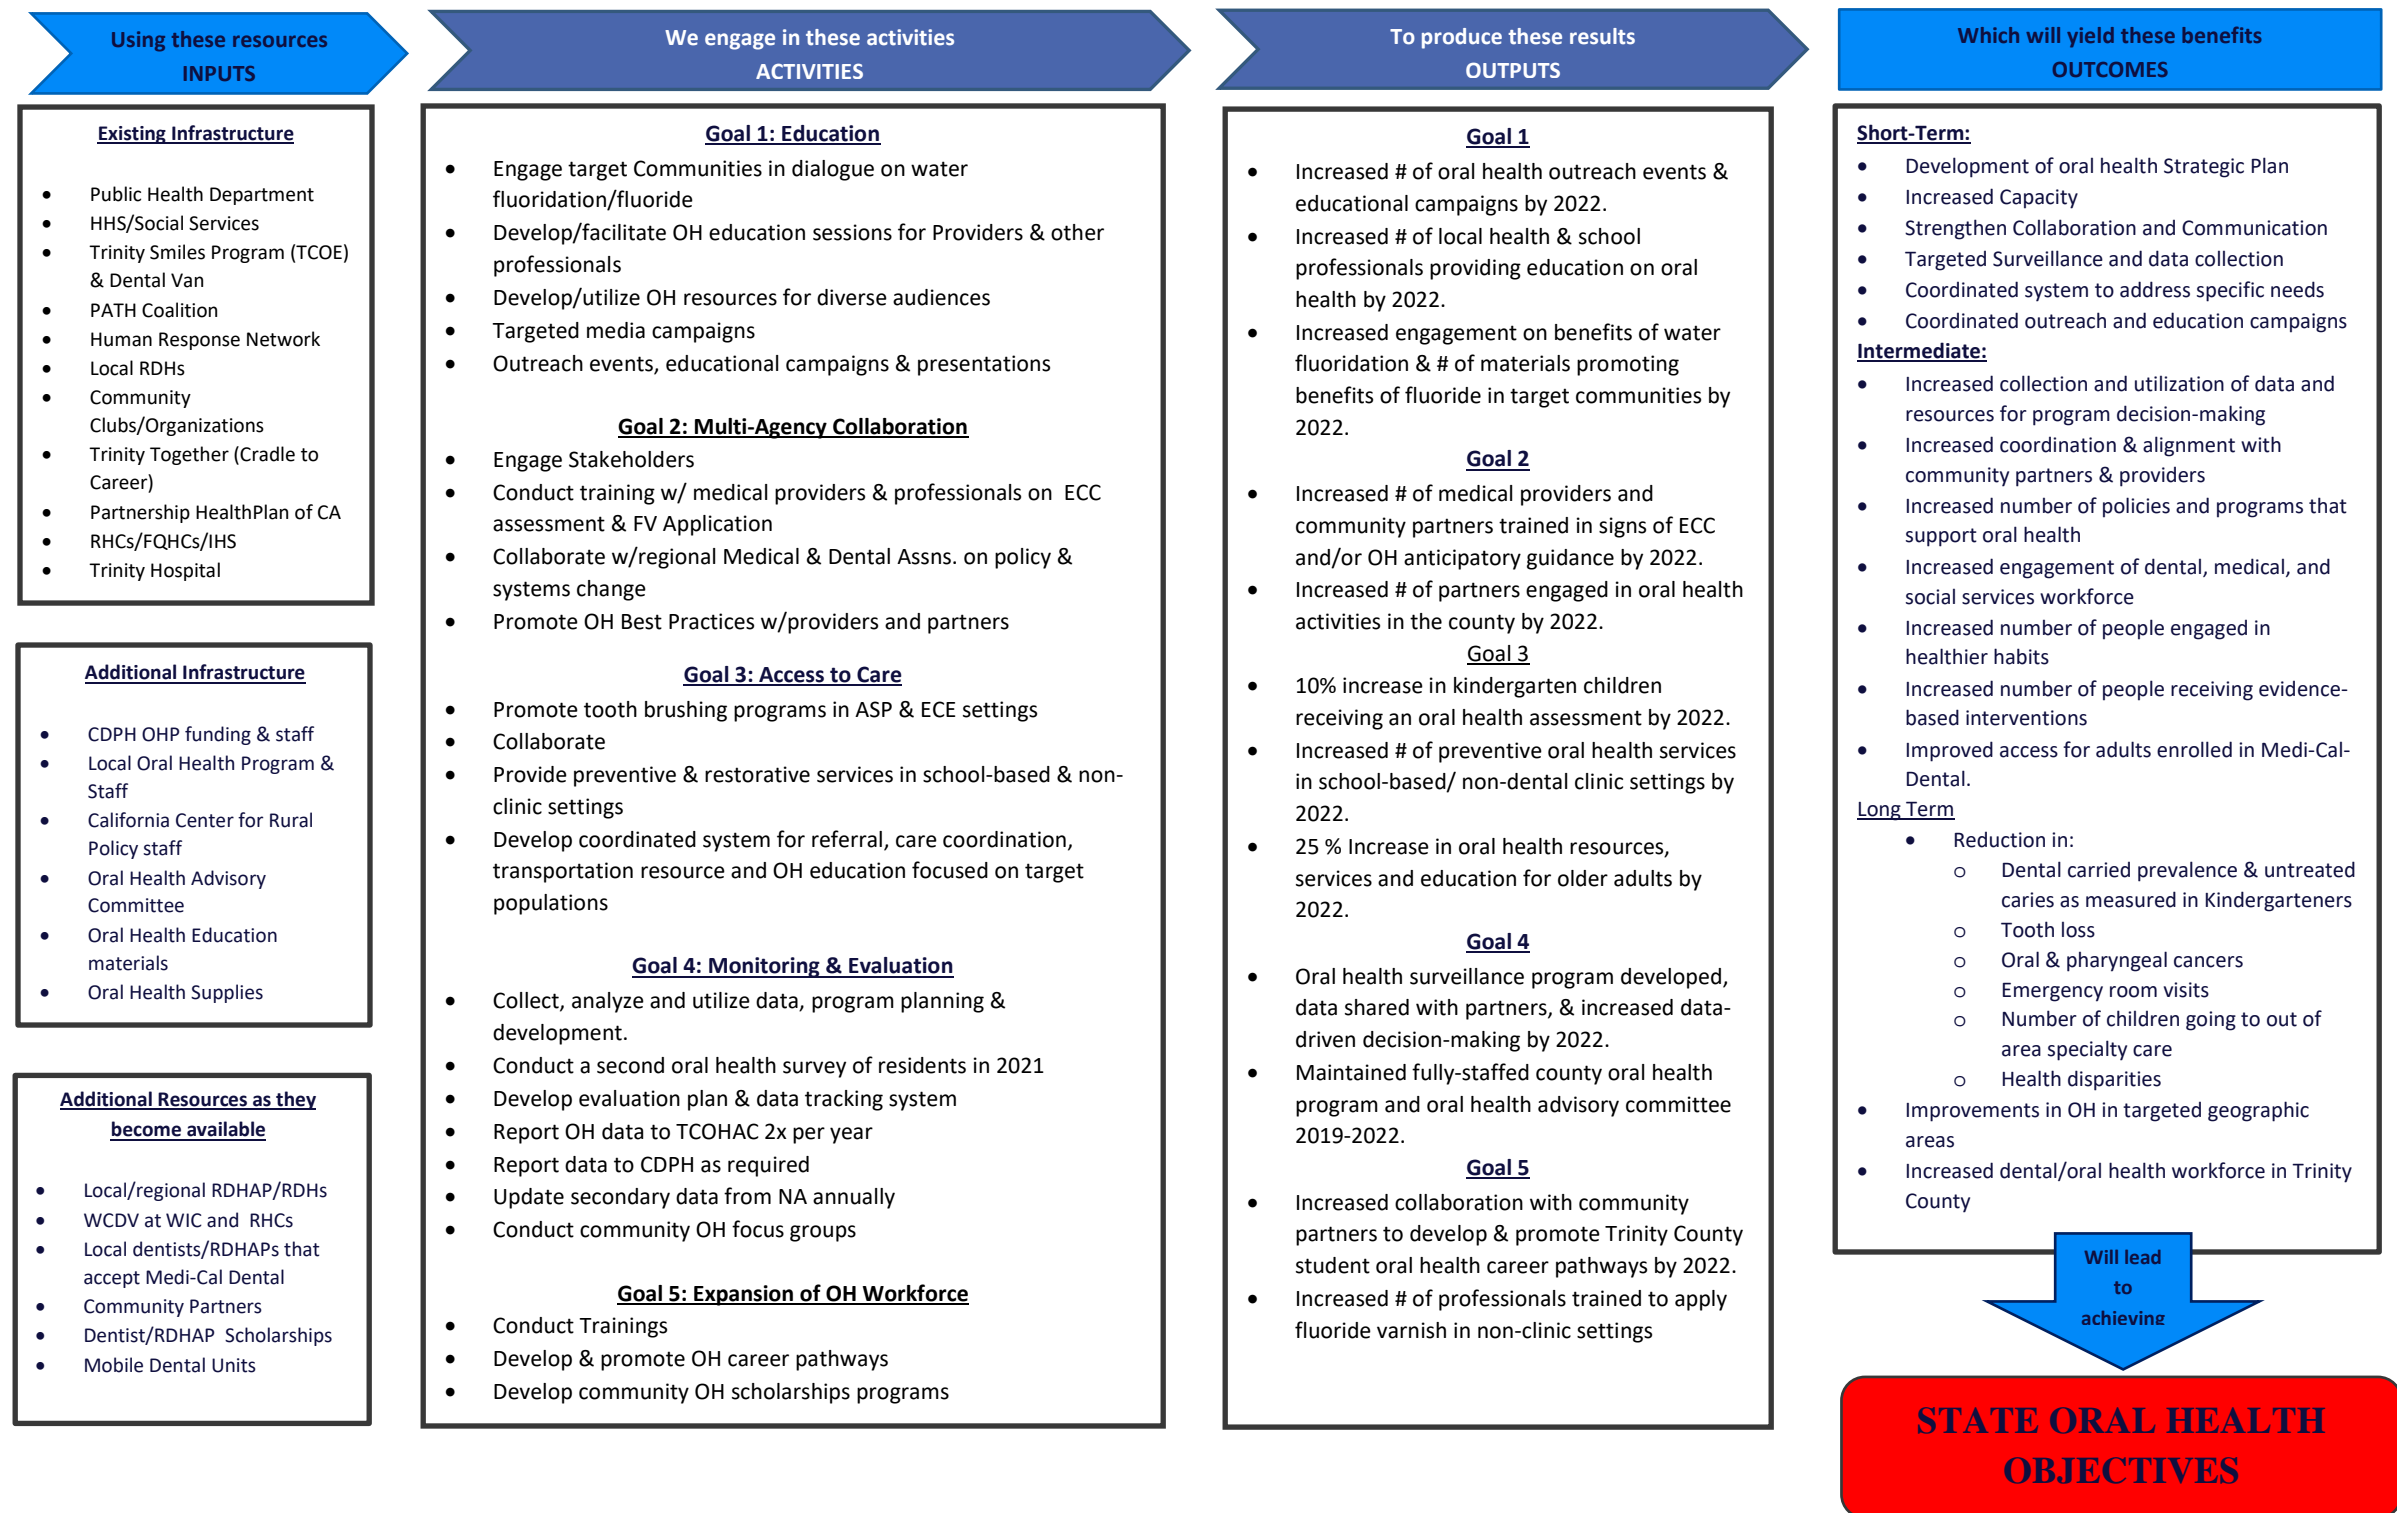 Using these resources
INPUTS
Existing Infrastructure
• Public Health Department
• HHS/Social Services
• Trinity Smiles Program (TCOE)
& Dental Van
• PATH Coalition
• Human Response Network
• Local RDHs
• Community
Clubs/Organizations
• Trinity Together (Cradle to
Career)
• Partnership HealthPlan of CA
• RHCs/FQHCs/IHS
• Trinity Hospital
Additional Infrastructure
• CDPH OHP funding & staff
• Local Oral Health Program &
Staff
• California Center for Rural
Policy staff
• Oral Health Advisory
Committee
• Oral Health Education
materials
• Oral Health Supplies
Additional Resources as they
become available
• Local/regional RDHAP/RDHs
• WCDV at WIC and RHCs
• Local dentists/RDHAPs that
accept Medi-Cal Dental
• Community Partners
• Dentist/RDHAP Scholarships
• Mobile Dental Units
We engage in these activities
ACTIVITIES
Goal 1: Education
• Engage target Communities in dialogue on water
fluoridation/fluoride
• Develop/facilitate OH education sessions for Providers & other
professionals
• Develop/utilize OH resources for diverse audiences
• Targeted media campaigns
• Outreach events, educational campaigns & presentations
Goal 2: Multi-Agency Collaboration
• Engage Stakeholders
• Conduct training w/ medical providers & professionals on ECC
assessment & FV Application
• Collaborate w/regional Medical & Dental Assns. on policy &
systems change
• Promote OH Best Practices w/providers and partners
Goal 3: Access to Care
• Promote tooth brushing programs in ASP & ECE settings
• Collaborate
• Provide preventive & restorative services in school-based & non-
clinic settings
• Develop coordinated system for referral, care coordination,
transportation resource and OH education focused on target
populations
Goal 4: Monitoring & Evaluation
• Collect, analyze and utilize data, program planning &
development.
• Conduct a second oral health survey of residents in 2021
• Develop evaluation plan & data tracking system
• Report OH data to TCOHAC 2x per year
• Report data to CDPH as required
• Update secondary data from NA annually
• Conduct community OH focus groups
Goal 5: Expansion of OH Workforce
• Conduct Trainings
• Develop & promote OH career pathways
• Develop community OH scholarships programs
To produce these results
OUTPUTS
Goal 1
• Increased # of oral health outreach events &
educational campaigns by 2022.
• Increased # of local health & school
professionals providing education on oral
health by 2022.
• Increased engagement on benefits of water
fluoridation & # of materials promoting
benefits of fluoride in target communities by
2022.
Goal 2
• Increased # of medical providers and
community partners trained in signs of ECC
and/or OH anticipatory guidance by 2022.
• Increased # of partners engaged in oral health
activities in the county by 2022.
Goal 3
• 10% increase in kindergarten children
receiving an oral health assessment by 2022.
• Increased # of preventive oral health services
in school-based/ non-dental clinic settings by
2022.
• 25 % Increase in oral health resources,
services and education for older adults by
2022.
Goal 4
• Oral health surveillance program developed,
data shared with partners, & increased data-
driven decision-making by 2022.
• Maintained fully-staffed county oral health
program and oral health advisory committee
2019-2022.
Goal 5
• Increased collaboration with community
partners to develop & promote Trinity County
student oral health career pathways by 2022.
• Increased # of professionals trained to apply
fluoride varnish in non-clinic settings
Which will yield these benefits
OUTCOMES
Short-Term:
• Development of oral health Strategic Plan
• Increased Capacity
• Strengthen Collaboration and Communication
• Targeted Surveillance and data collection
• Coordinated system to address specific needs
• Coordinated outreach and education campaigns
Intermediate:
• Increased collection and utilization of data and
resources for program decision-making
• Increased coordination & alignment with
community partners & providers
• Increased number of policies and programs that
support oral health
• Increased engagement of dental, medical, and
social services workforce
• Increased number of people engaged in
healthier habits
• Increased number of people receiving evidence-
based interventions
• Improved access for adults enrolled in Medi-Cal-
Dental.
Long Term
• Reduction in:
o Dental carried prevalence & untreated
caries as measured in Kindergarteners
o Tooth loss
o Oral & pharyngeal cancers
o Emergency room visits
o Number of children going to out of
area specialty care
o Health disparities
• Improvements in OH in targeted geographic
areas
• Increased dental/oral health workforce in Trinity
County
Will lead
to
achieving
STATE ORAL HEALTH
OBJECTIVES